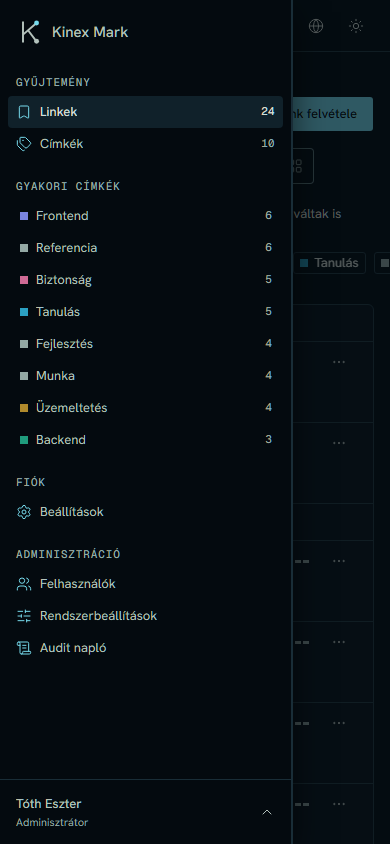 Kinex Mark
GYŰJTEMÉNY
Linkek 24
Címkék 10
GYAKORI CÍMKÉK
Frontend 6
Referencia 6
Biztonság 5
Tanulás 5
Fejlesztés 4
Munka 4
Üzemeltetés 4
Backend 3
FIÓK
Beállítások
ADMINISZTRÁCIÓ
Felhasználók
Rendszerbeállítások
Audit napló
Tóth Eszter
Adminisztrátor
felvétele
váltak is
Tanulás